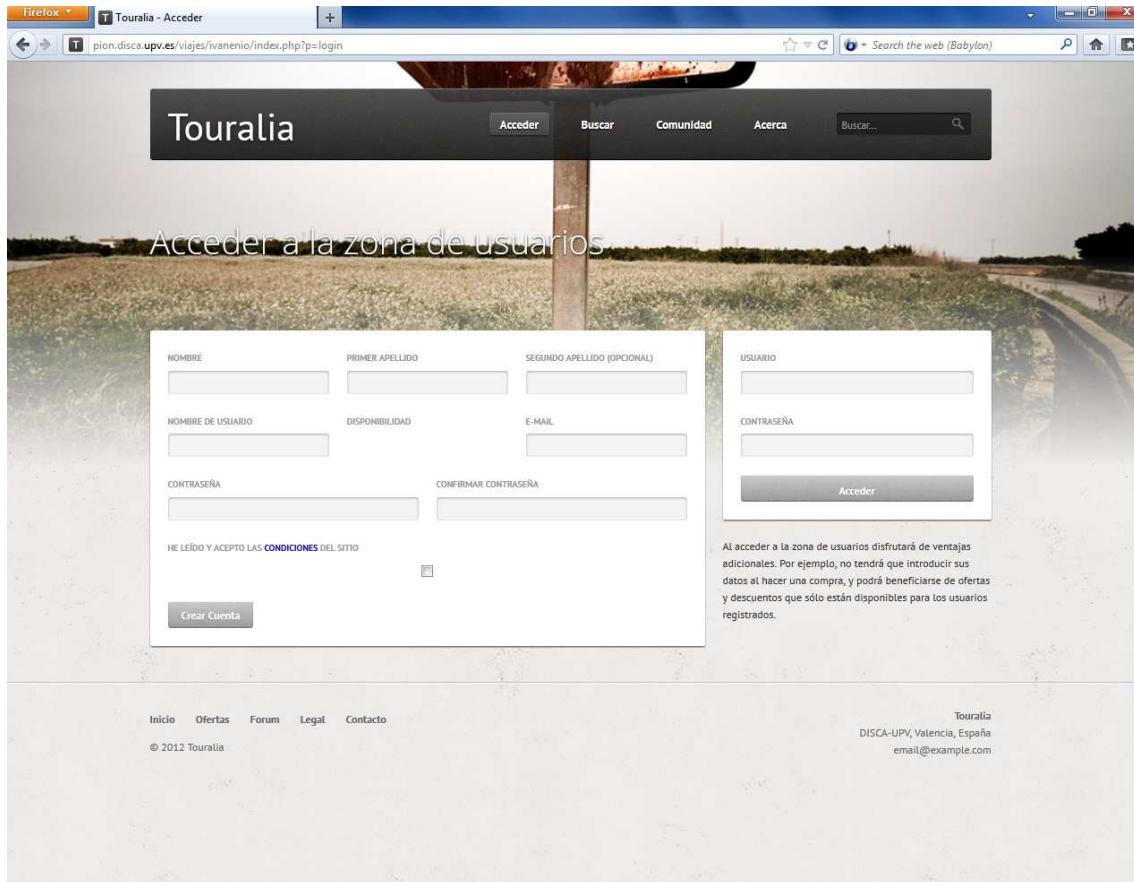 Firefox
Touralia - Acceder
pion.disca.upv.es/viajes/ivanenio/index.php?p=login
Search the web (Babylon)
Touralia
Acceder
Buscar
Comunidad
Acerca
Buscar...
Acceder a la zona de usuarios
NOMBRE
PRIMER APELLIDO
SEGUNDO APELLIDO (OPCIONAL)
NOMBRE DE USUARIO
DISPONIBILIDAD
E-MAIL
CONTRASEÑA
CONFIRMAR CONTRASEÑA
HE LEÍDO Y ACEPTO LAS CONDICIONES DEL SITIO
Crear Cuenta
USUARIO
CONTRASEÑA
Acceder
Al acceder a la zona de usuarios disfrutará de ventajas
adicionales. Por ejemplo, no tendrá que introducir sus
datos al hacer una compra, y podrá beneficiarse de ofertas
y descuentos que sólo están disponibles para los usuarios
registrados.
Inicio Ofertas Forum Legal Contacto
© 2012 Touralia
Touralia
DISCA-UPV, Valencia, España
email@example.com